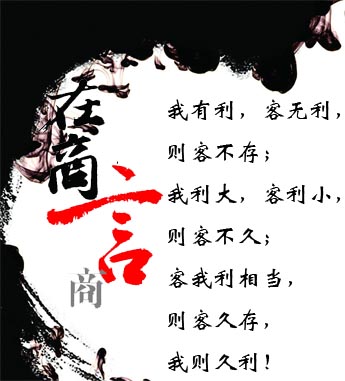 在商言商
我有利，客无利，
则客不存；
我利大，客利小，
则客不久；
客我利相当，
则客久存，
我则久利！